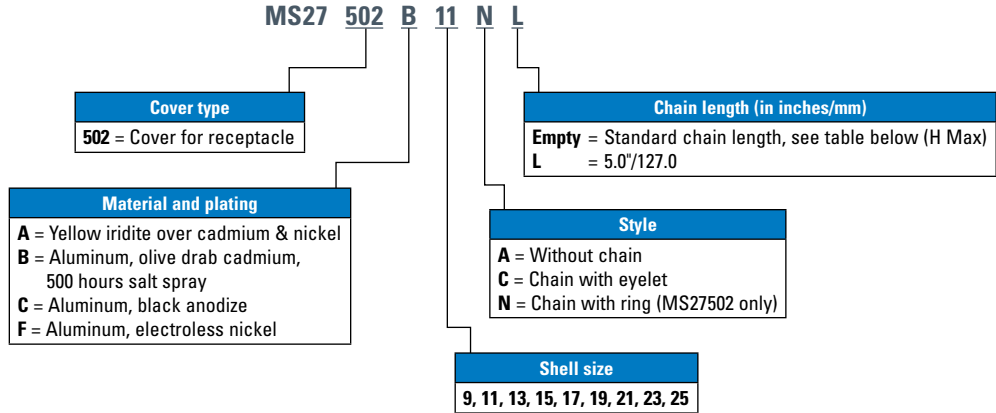 MS27 502 B 11 N L
Cover type
502 = Cover for receptacle
Chain length (in inches/mm)
Empty = Standard chain length, see table below (H Max)
L = 5.0"/127.0
Material and plating
A = Yellow iridite over cadmium & nickel
B = Aluminum, olive drab cadmium,
500 hours salt spray
C = Aluminum, black anodize
F = Aluminum, electroless nickel
Style
A = Without chain
C = Chain with eyelet
N = Chain with ring (MS27502 only)
Shell size
9, 11, 13, 15, 17, 19, 21, 23, 25